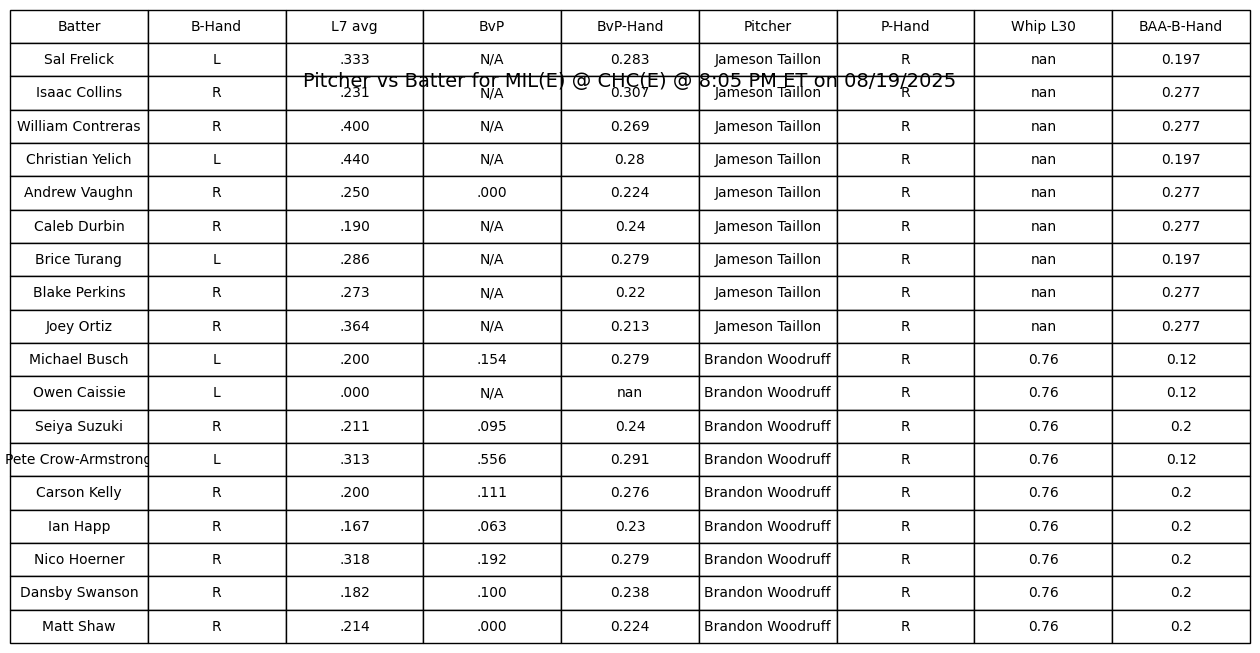 Batter B-Hand L7 avg BvP BvP-Hand Pitcher P-Hand Whip L30 BAA-B-Hand
Sal Frelick L .333 N/A 0.283 Jameson Taillon R nan 0.197
Pitcher vs Batter for MIL(E) @ CHC(E) @ 8:05 PM ET on 08/19/2025
Isaac Collins R .231 N/A 0.307 Jameson Taillon R nan 0.277
William Contreras R .400 N/A 0.269 Jameson Taillon R nan 0.277
Christian Yelich L .440 N/A 0.28 Jameson Taillon R nan 0.197
Andrew Vaughn R .250 .000 0.224 Jameson Taillon R nan 0.277
Caleb Durbin R .190 N/A 0.24 Jameson Taillon R nan 0.277
Brice Turang L .286 N/A 0.279 Jameson Taillon R nan 0.197
Blake Perkins R .273 N/A 0.22 Jameson Taillon R nan 0.277
Joey Ortiz R .364 N/A 0.213 Jameson Taillon R nan 0.277
Michael Busch L .200 .154 0.279 Brandon Woodruff R 0.76 0.12
Owen Caissie L .000 N/A nan Brandon Woodruff R 0.76 0.12
Seiya Suzuki R .211 .095 0.24 Brandon Woodruff R 0.76 0.2
Pete Crow-Armstrong L .313 .556 0.291 Brandon Woodruff R 0.76 0.12
Carson Kelly R .200 .111 0.276 Brandon Woodruff R 0.76 0.2
Ian Happ R .167 .063 0.23 Brandon Woodruff R 0.76 0.2
Nico Hoerner R .318 .192 0.279 Brandon Woodruff R 0.76 0.2
Dansby Swanson R .182 .100 0.238 Brandon Woodruff R 0.76 0.2
Matt Shaw R .214 .000 0.224 Brandon Woodruff R 0.76 0.2